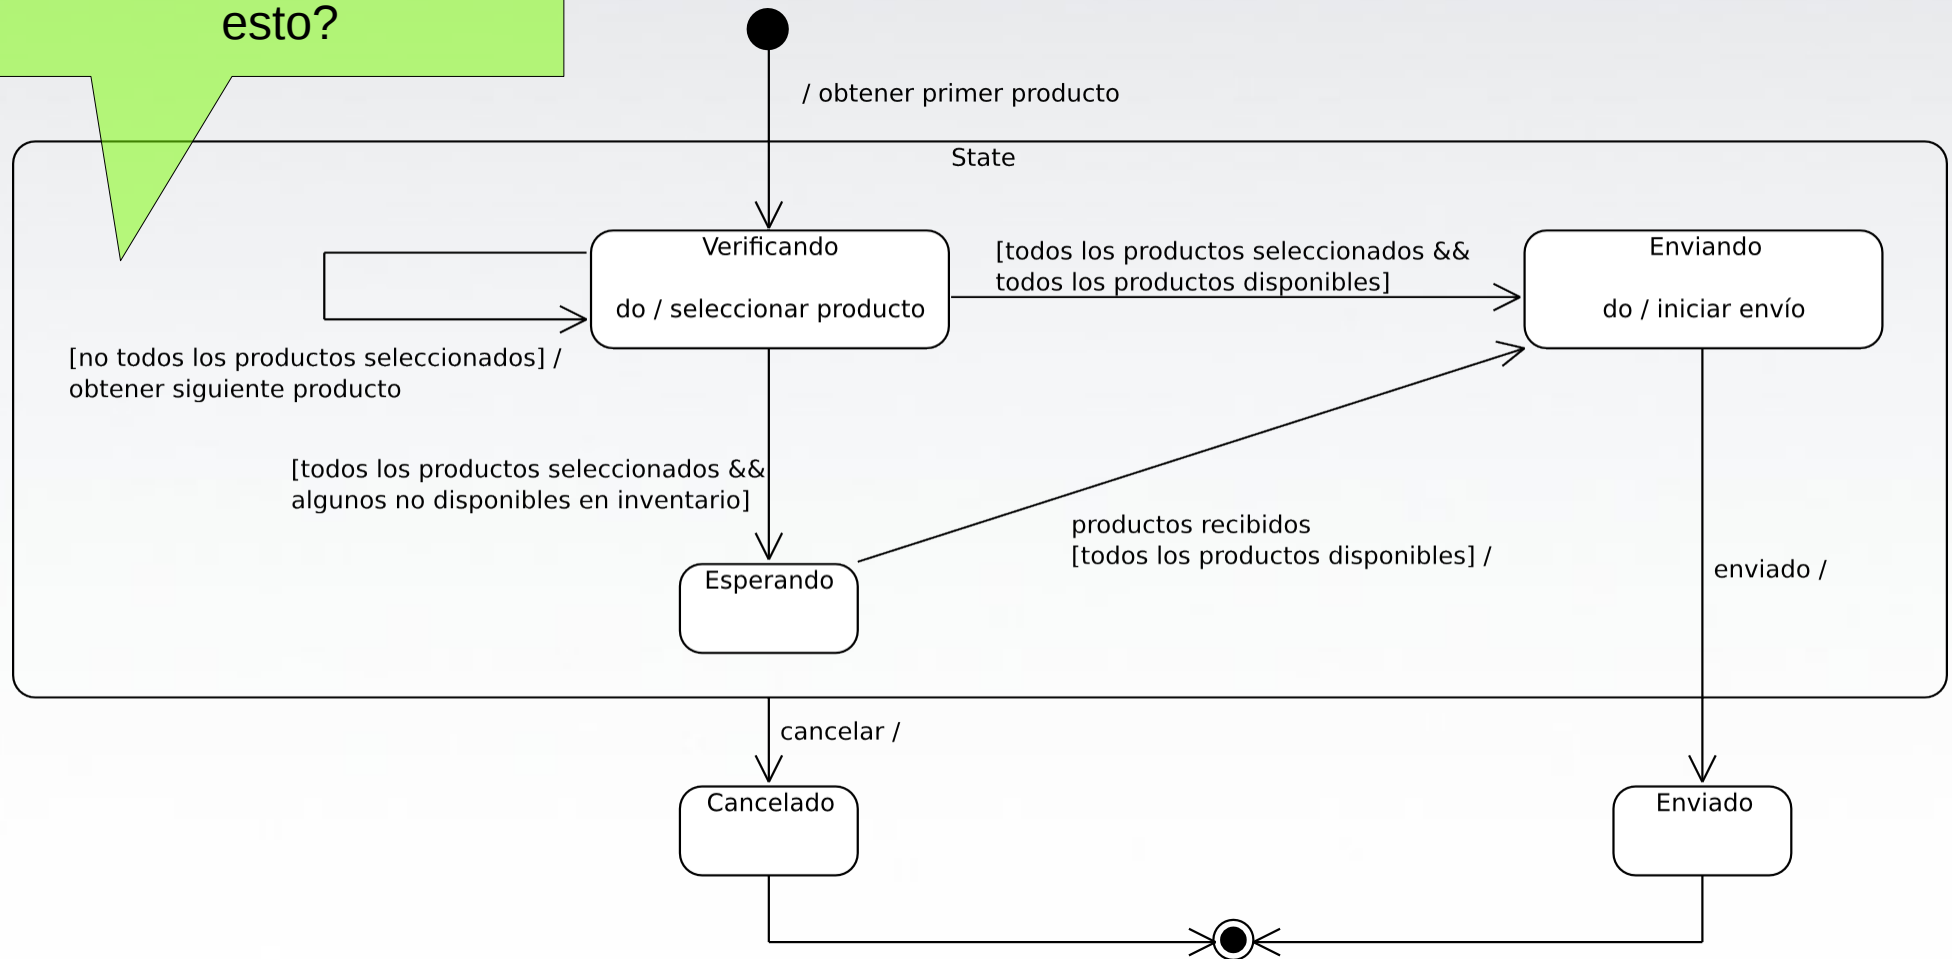 esto?
/ obtener primer producto
State
Verificando
do / seleccionar producto
[todos los productos seleccionados &&
todos los productos disponibles]
Enviando
do / iniciar envío
[no todos los productos seleccionados] /
obtener siguiente producto
[todos los productos seleccionados &&
algunos no disponibles en inventario]
productos recibidos
[todos los productos disponibles] /
enviado /
Esperando
cancelar /
Cancelado
Enviado